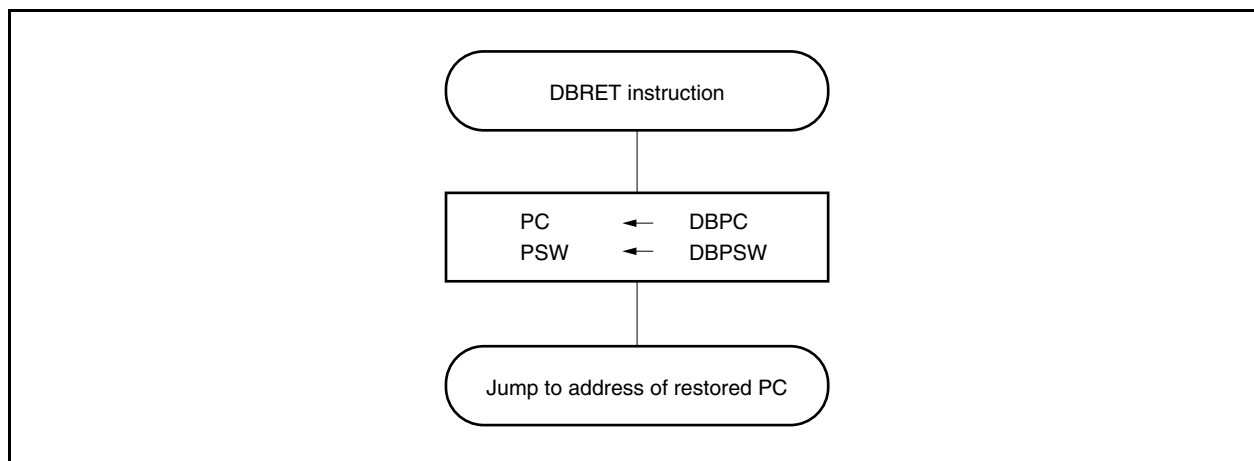 DBRET instruction
PC ← DBPC
PSW ← DBPSW
Jump to address of restored PC